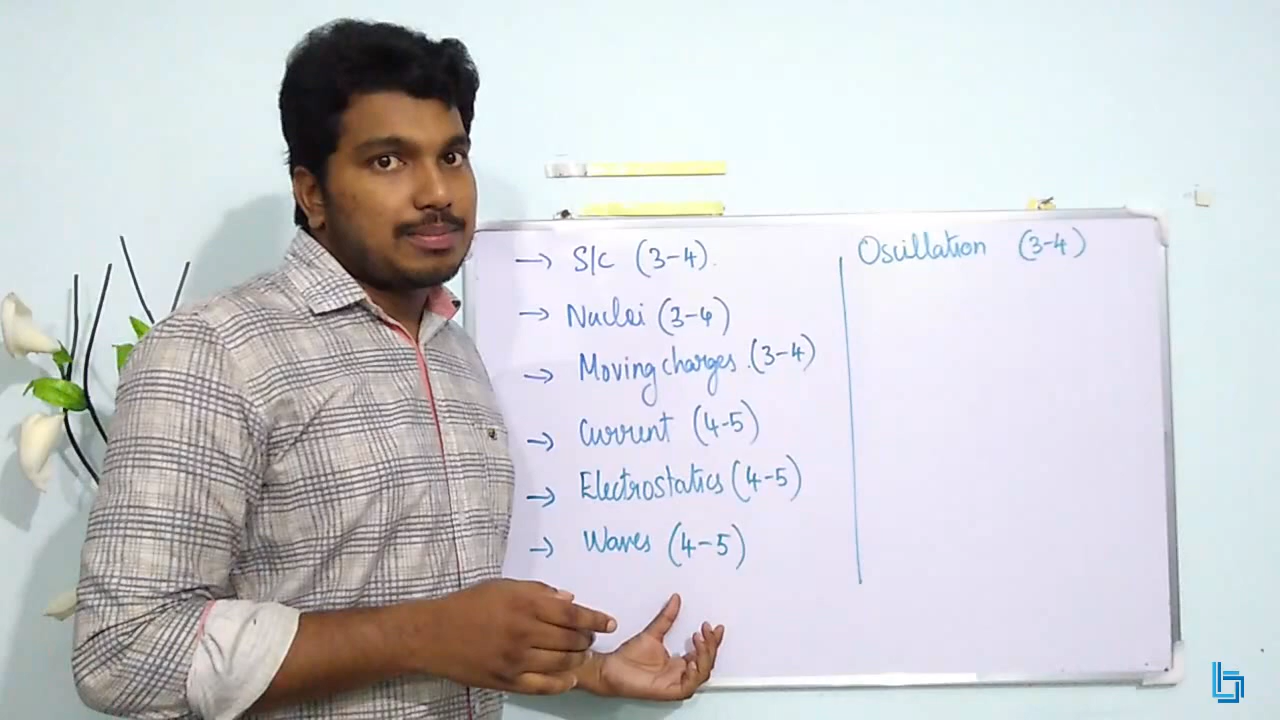 → S/c (3-4).
→ Nuclei (3-4)
→ Moving charges. (3-4)
→ Current (4-5)
→ Electrostatics (4-5)
→ Waves (4-5)
Oscillation (3-4)